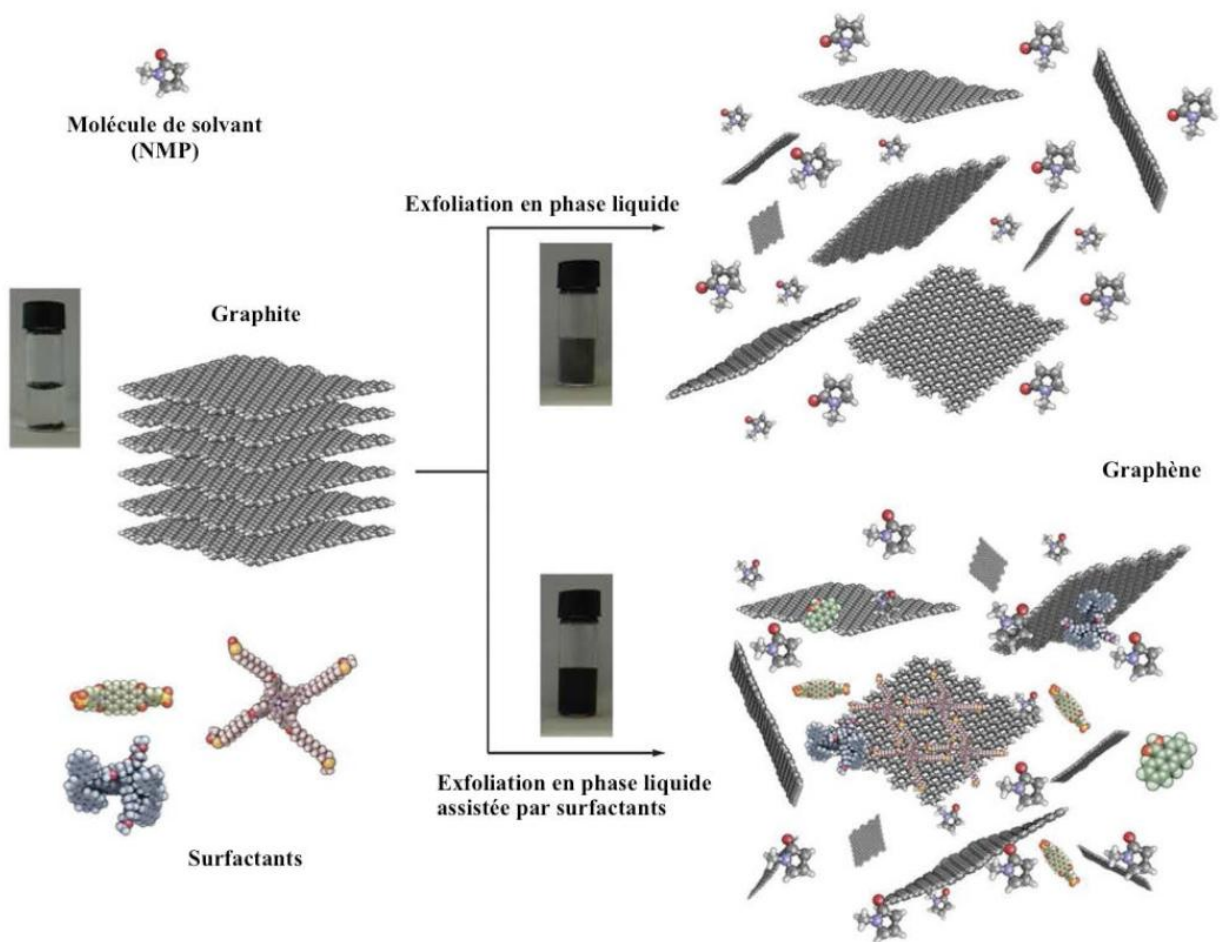 Molécule de solvant
(NMP)
Exfoliation en phase liquide
Graphite
Graphène
Exfoliation en phase liquide
assistée par surfactants
Surfactants